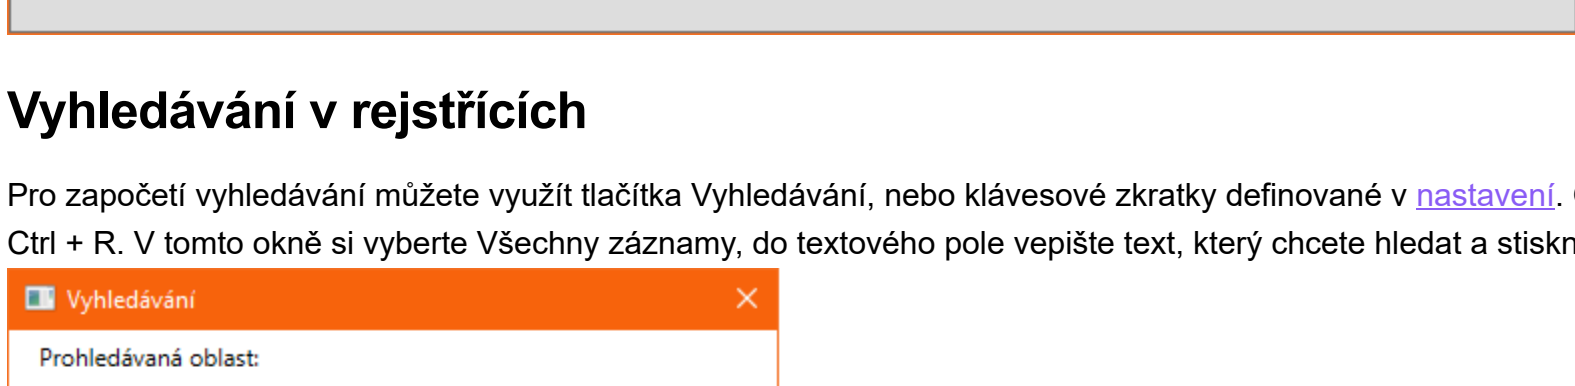 Vyhledávání v rejstřících
Pro započetí vyhledávání můžete využít tlačítka Vyhledávání, nebo klávesové zkratky definované v nastavení.
Ctrl + R. V tomto okně si vyberte Všechny záznamy, do textového pole vepište text, který chcete hledat a
Vyhledávání
Prohledávaná oblast: